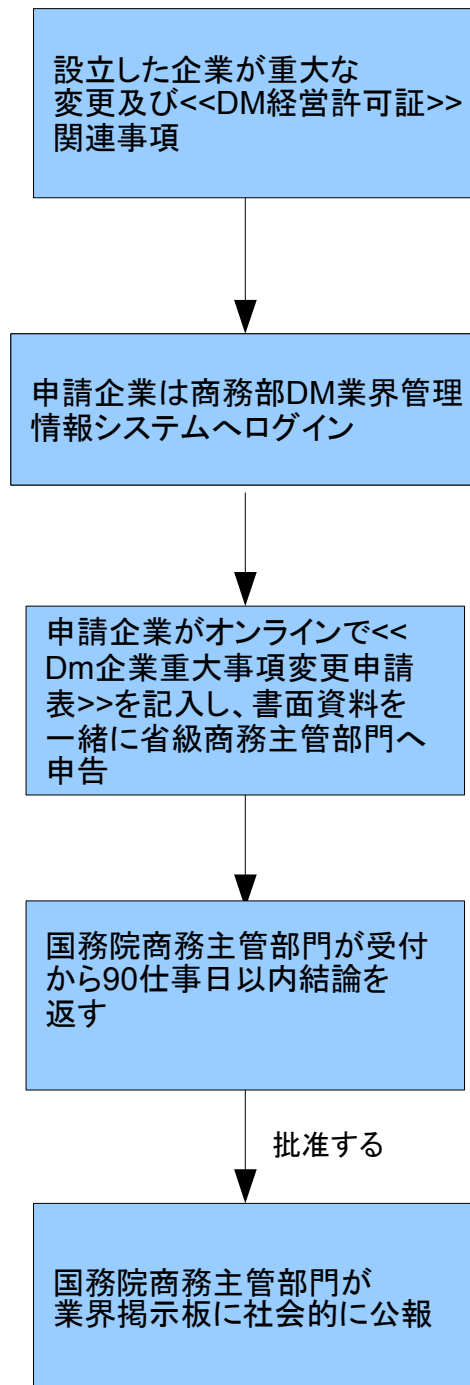 設立した企業が重大な
変更及び<<DM経営許可証>>
関連事項
申請企業は商務部DM業界管理
情報システムへログイン
申請企業がオンラインで<<
Dm企業重大事項変更申請
表>>を記入し、書面資料を
一緒に省級商務主管部門へ
申告
国務院商務主管部門が受付
から90仕事日以内結論を
返す
批准する
国務院商務主管部門が
業界掲示板に社会的に公報